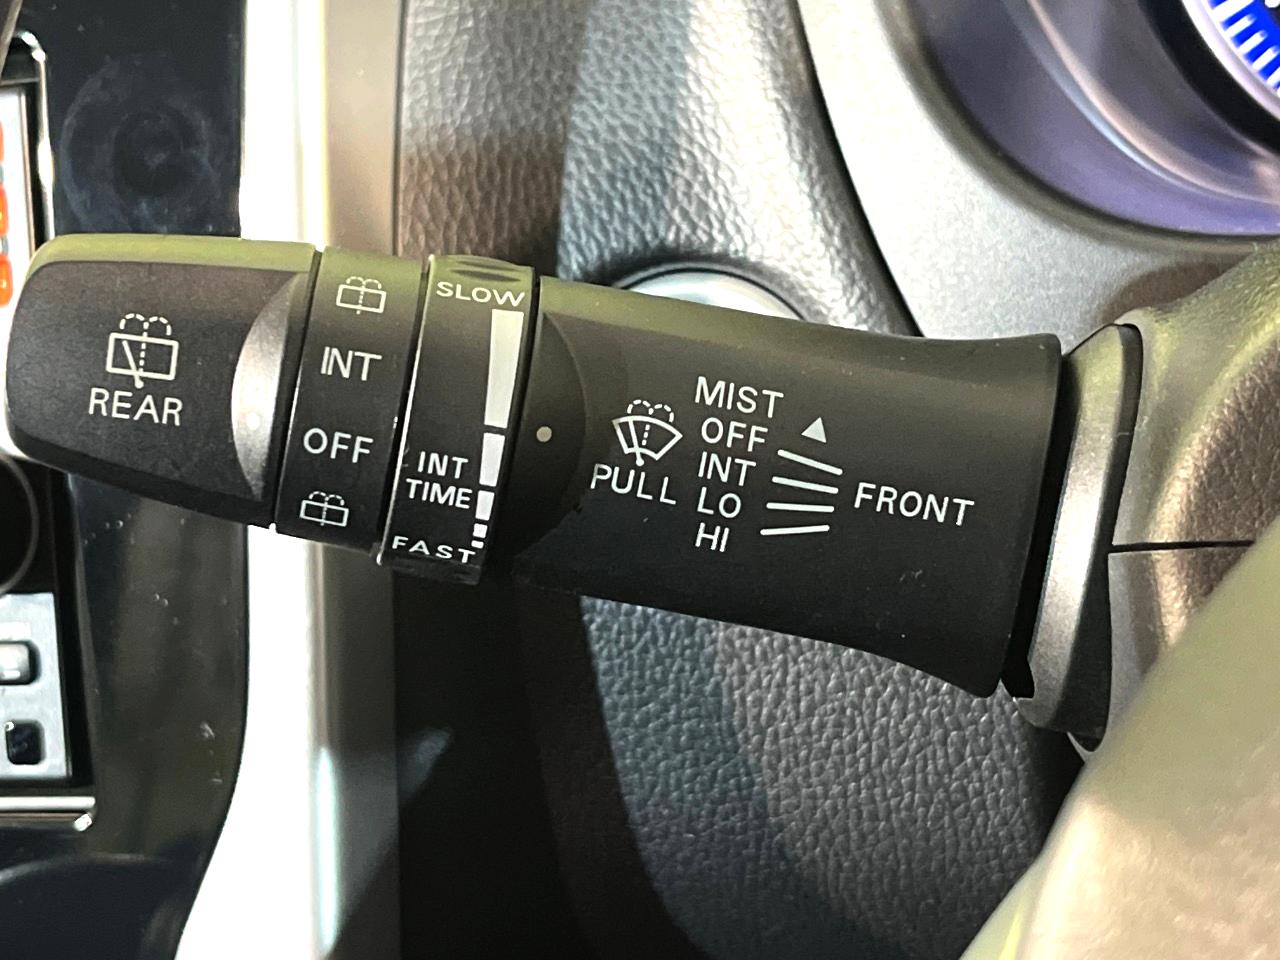 REAR
INT
OFF
SLOW
INT
TIME
FAST
PULL
MIST
OFF
INT
LO
HI
FRONT